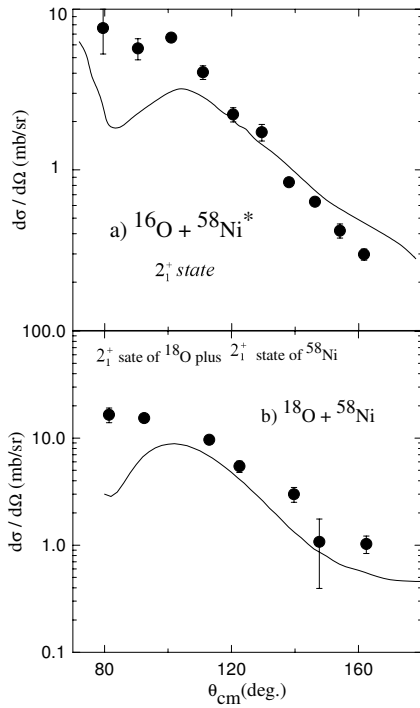 10
dσ / dΩ (mb/sr)
1
a) ¹⁶O + ⁵⁸Ni*
2₁⁺ state
100.0
2₁⁺ sate of ¹⁸O plus 2₁⁺ state of ⁵⁸Ni
b) ¹⁸O + ⁵⁸Ni
10.0
dσ / dΩ (mb/sr)
1.0
0.1
80 120 160
θcm(deg.)